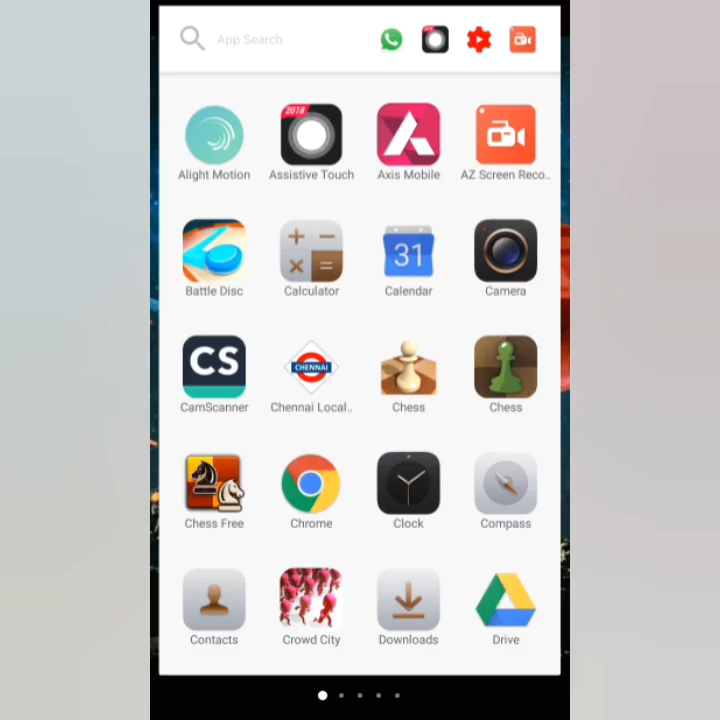 App Search
2018
Alight Motion
Assistive Touch
Axis Mobile
AZ Screen Reco..
Battle Disc
31
Calculator
Calendar
Camera
CS
CHENNAI
CamScanner
Chennai Local..
Chess
Chess
Chess Free
Chrome
Clock
Compass
Contacts
Crowd City
Downloads
Drive